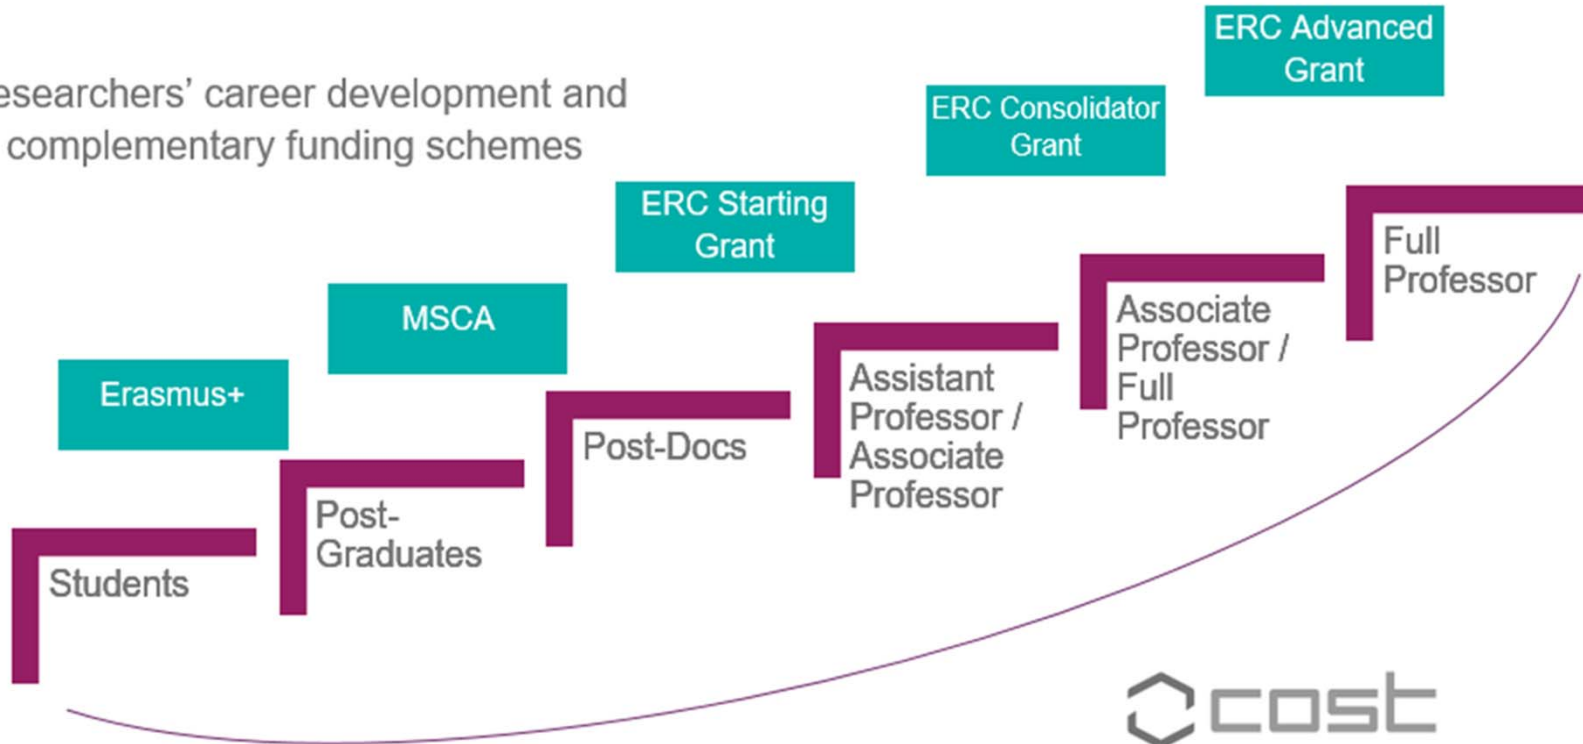 esearchers’ career development and
complementary funding schemes
ERC Advanced
Grant
ERC Consolidator
Grant
ERC Starting
Grant
MSCA
Erasmus+
Students
Post-
Graduates
Post-Docs
Assistant
Professor /
Associate
Professor
Associate
Professor /
Full
Professor
Full
Professor
cost